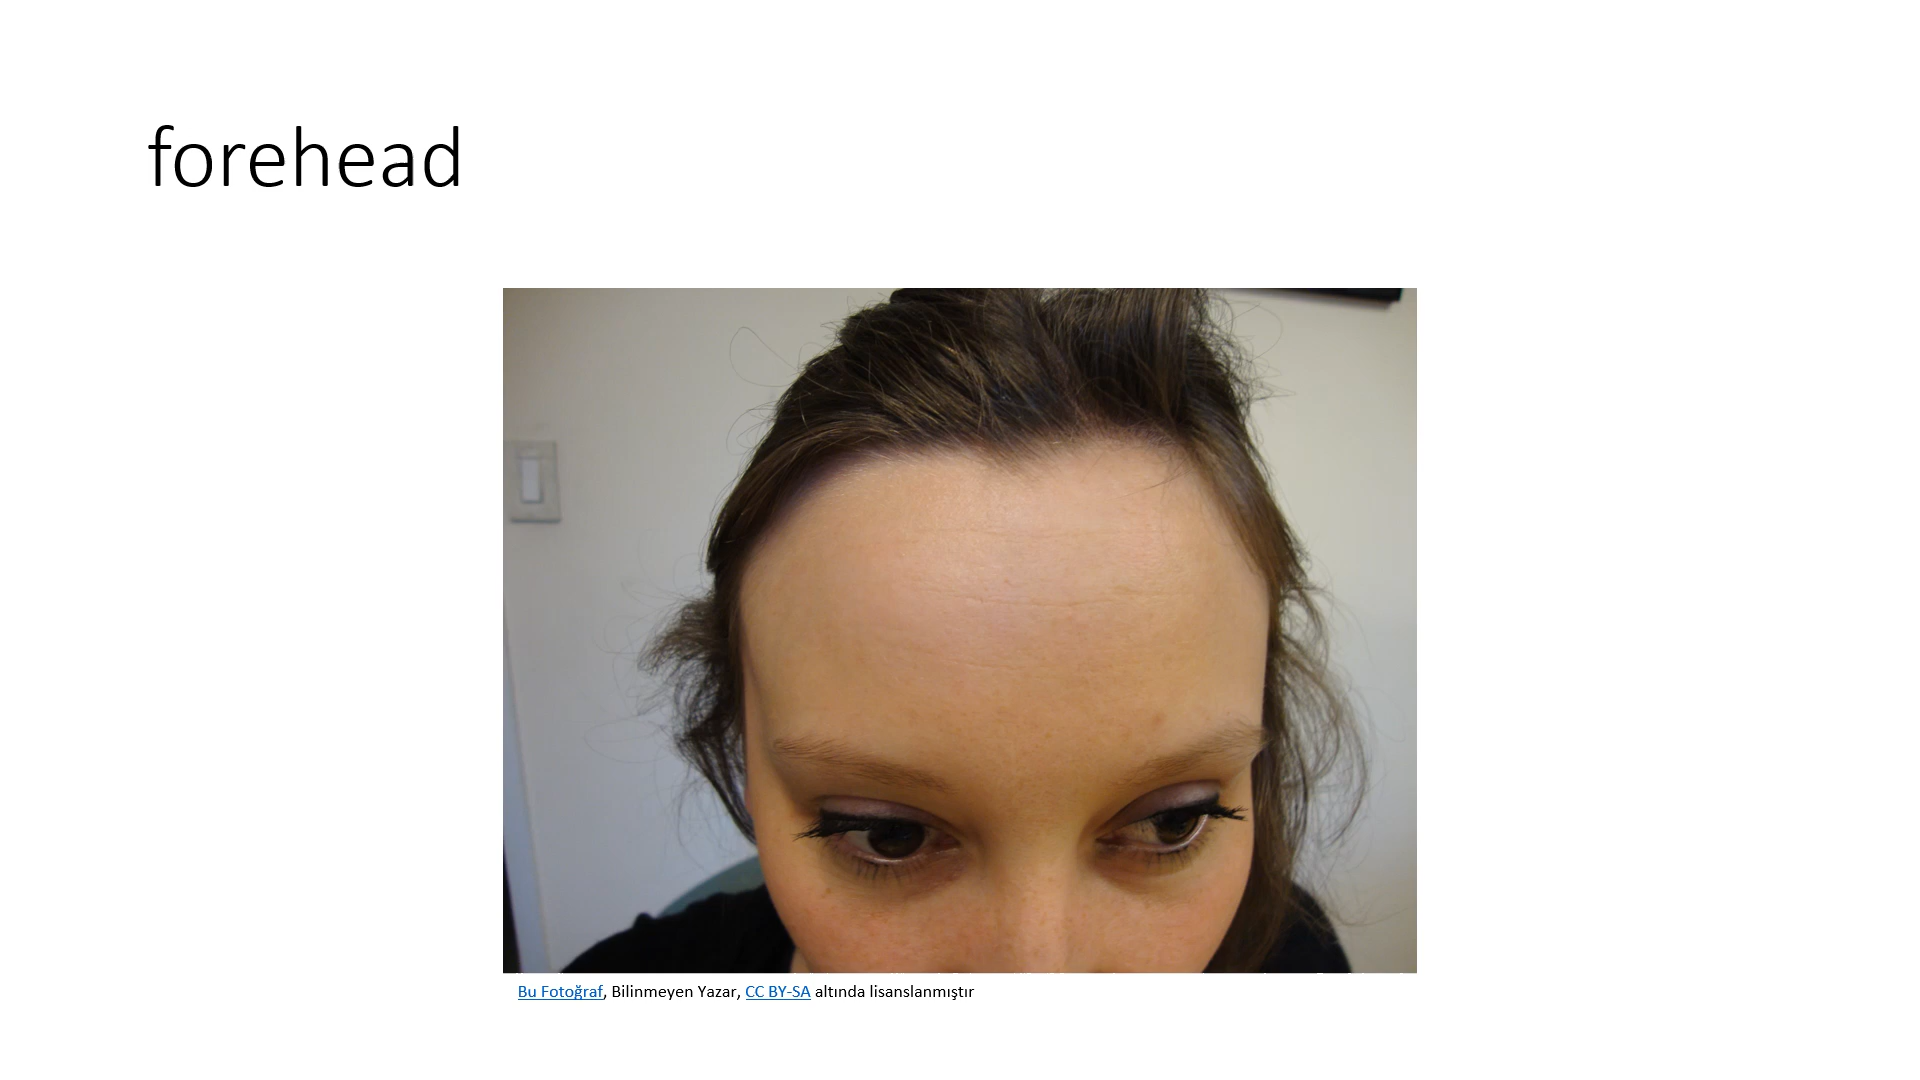 forehead
Bu Fotoğraf, Bilinmeyen Yazar, CC BY-SA altında lisanslanmıştır